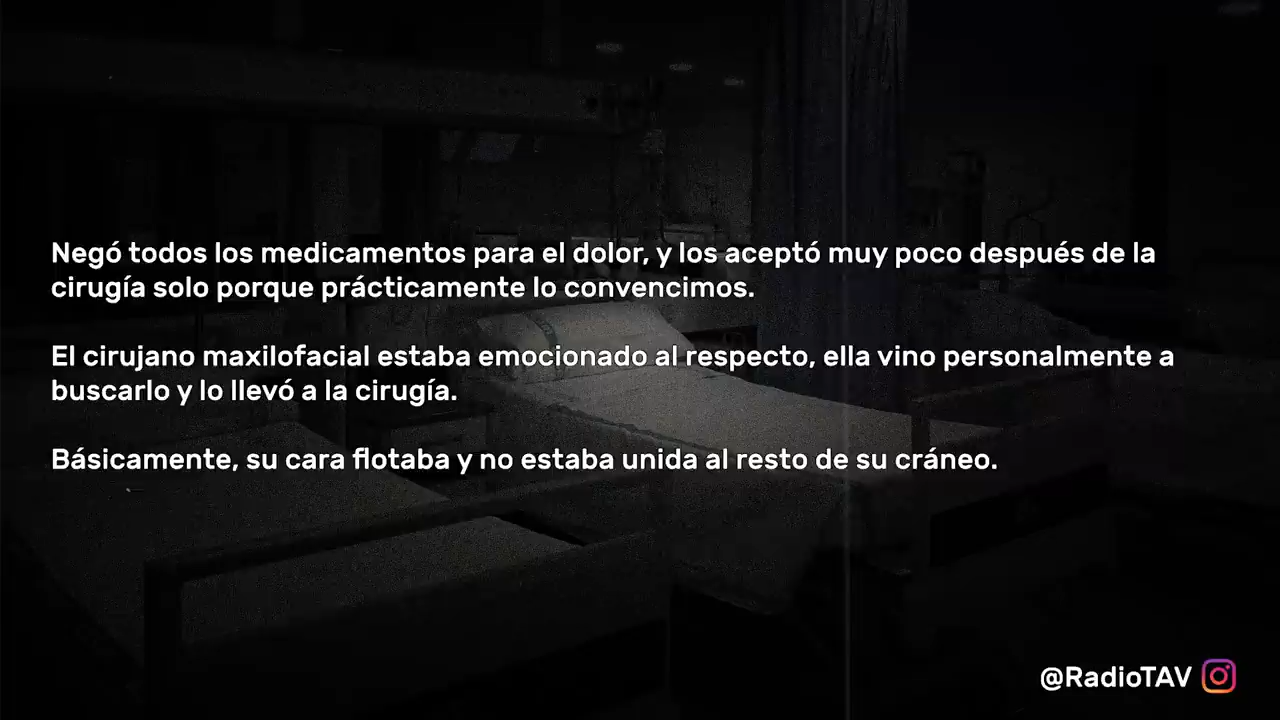 Negó todos los medicamentos para el dolor, y los aceptó muy poco después de la
cirugía solo porque prácticamente lo convencimos.
El cirujano maxilofacial estaba emocionado al respecto, ella vino personalmente a
buscarlo y lo llevó a la cirugía.
Básicamente, su cara flotaba y no estaba unida al resto de su cráneo.
@RadioTAV